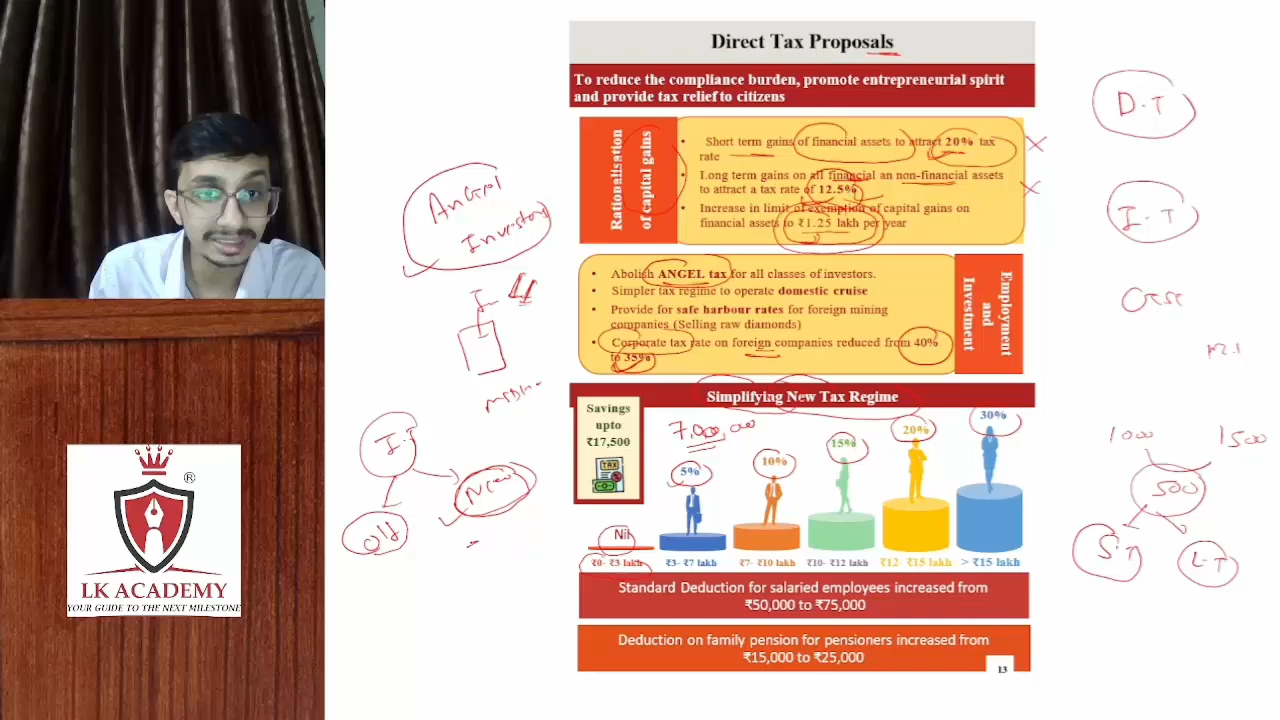 Direct Tax Proposals
To reduce the compliance burden, promote entrepreneurial spirit
and provide tax relief to citizens
Rationalisation
of capital gains
• Short term gains of financial assets to attract 20% tax
rate
• Long term gains on all financial an non-financial assets
to attract a tax rate of 12.5%
• Increase in limit of exemption of capital gains on
financial assets to ₹1.25 lakh per year
• Abolish ANGEL tax for all classes of investors.
• Simpler tax regime to operate domestic cruise
• Provide for safe harbour rates for foreign mining
companies (Selling raw diamonds)
• Corporate tax rate on foreign companies reduced from 40%
to 35%
Employment
and
Investment
Simplifying New Tax Regime
Savings
upto
₹17,500
TAX
5%
10%
15%
20%
30%
Nil
₹0- ₹3 lakh
₹3- ₹7 lakh
₹7- ₹10 lakh
₹10- ₹12 lakh
₹12- ₹15 lakh
> ₹15 lakh
Standard Deduction for salaried employees increased from
₹50,000 to ₹75,000
Deduction on family pension for pensioners increased from
₹15,000 to ₹25,000
13
Angel
Investors
I.T
Old
New
D.T
I.T
1000
1500
500
S.T
L.T
®
LK ACADEMY
YOUR GUIDE TO THE NEXT MILESTONE